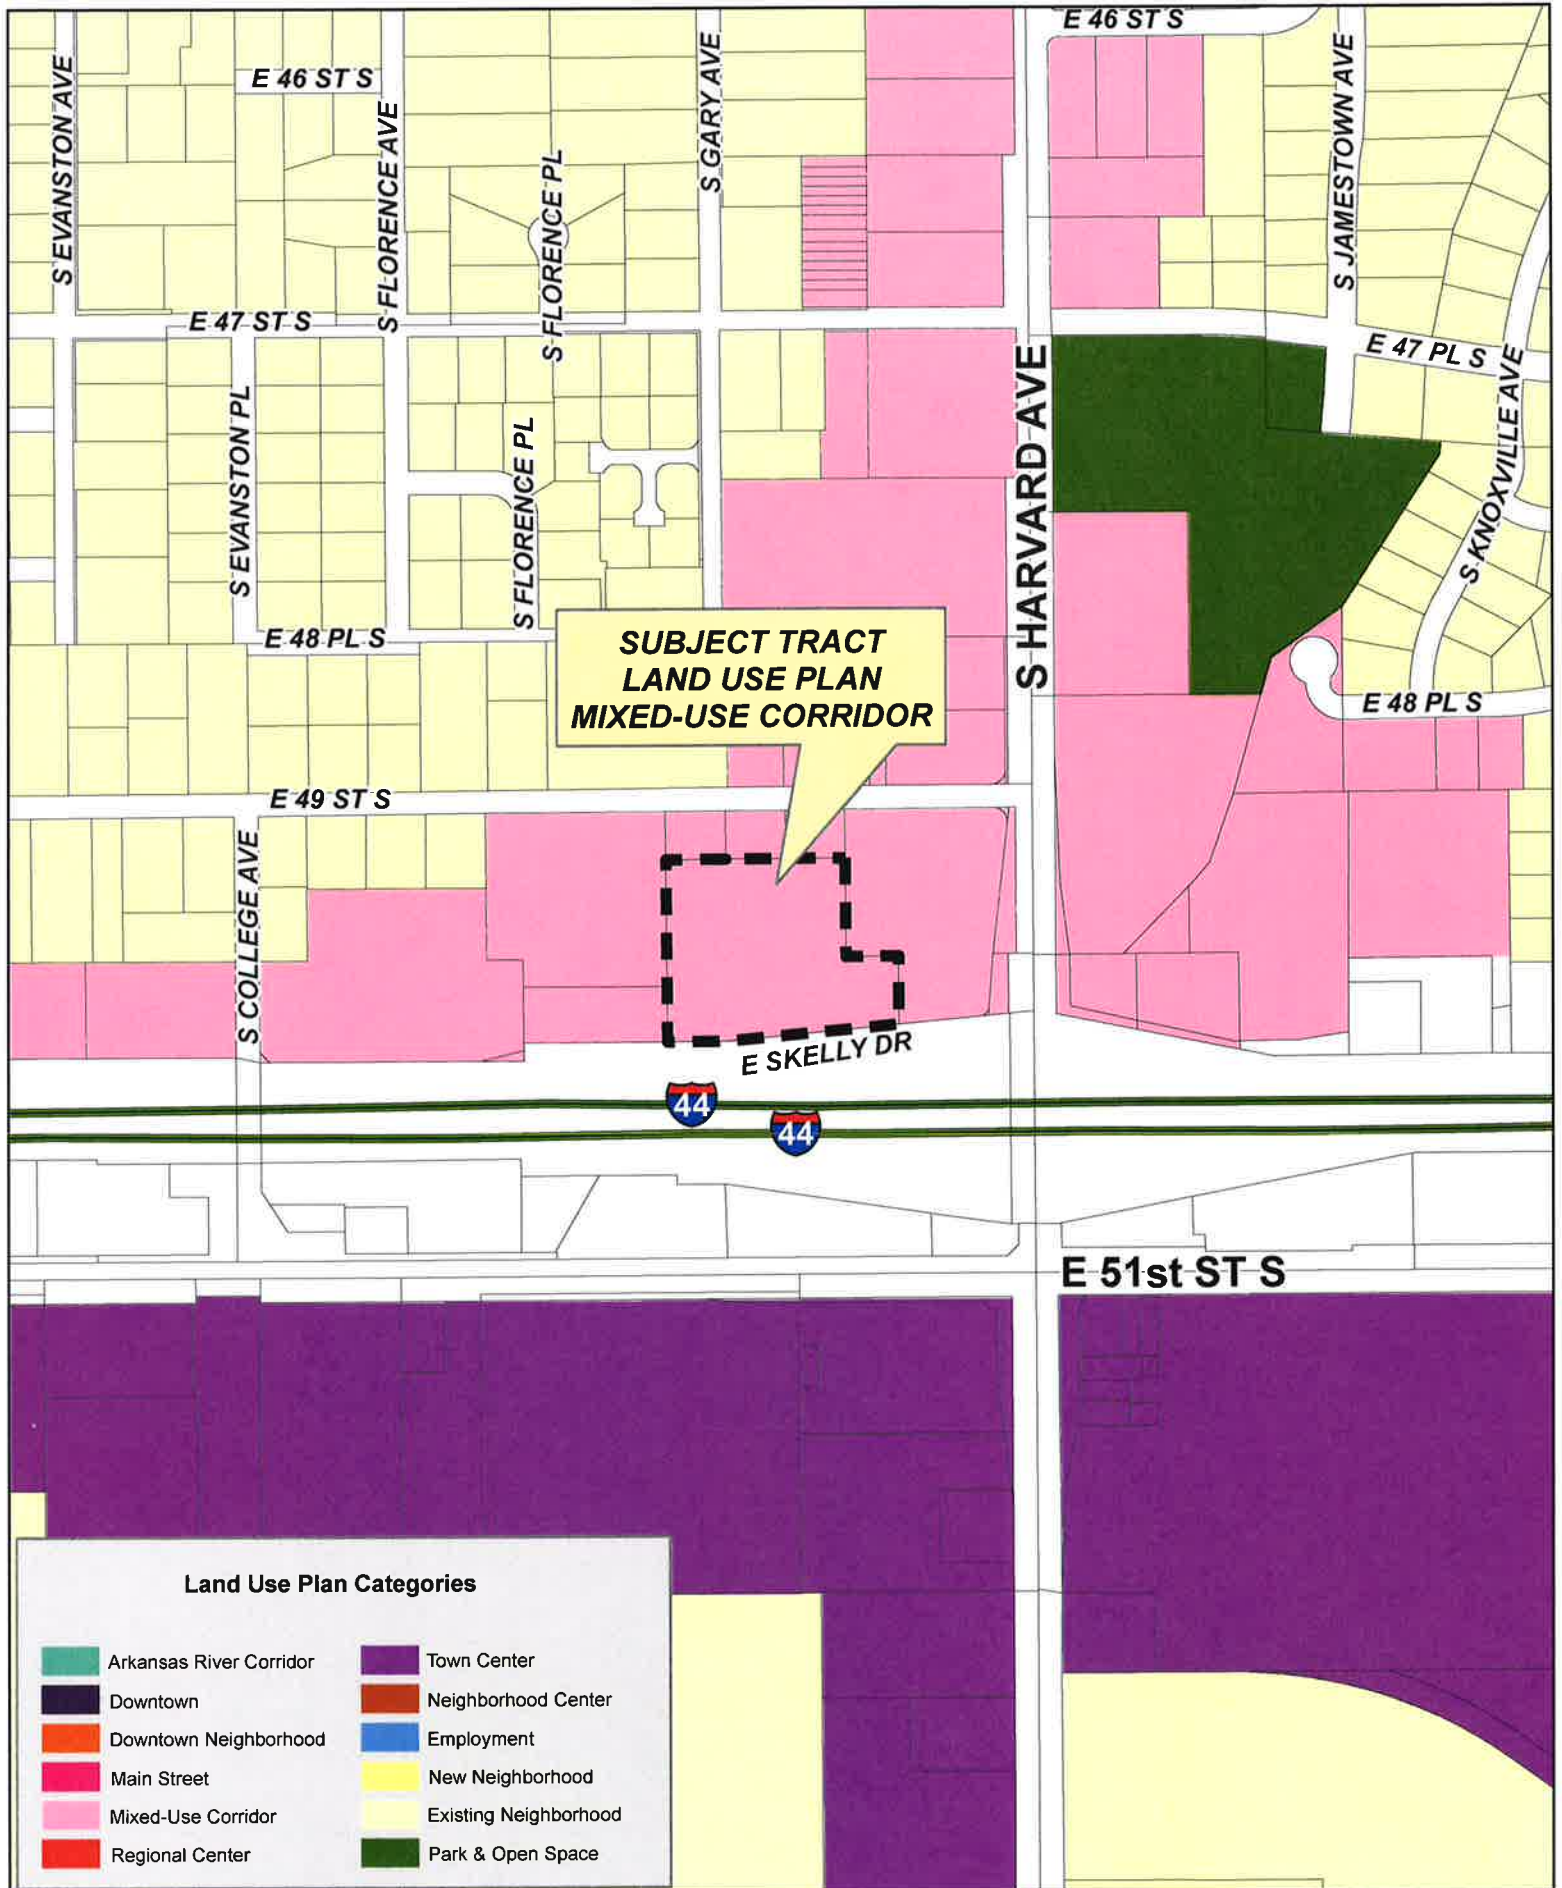 E 46 ST S
S EVANSTON AVE
E 46 ST S
S FLORENCE AVE
S FLORENCE PL
S GARY AVE
S JAMESTOWN AVE
E 47 ST S
E 47 PL S
S EVANSTON PL
S FLORENCE PL
S HARVARD AVE
S KNOXVILLE AVE
E 48 PL S
SUBJECT TRACT
LAND USE PLAN
MIXED-USE CORRIDOR
E 48 PL S
E 49 ST S
S COLLEGE AVE
E SKELLY DR
44
44
E 51st ST S
Land Use Plan Categories
Arkansas River Corridor
Downtown
Downtown Neighborhood
Main Street
Mixed-Use Corridor
Regional Center
Town Center
Neighborhood Center
Employment
New Neighborhood
Existing Neighborhood
Park & Open Space